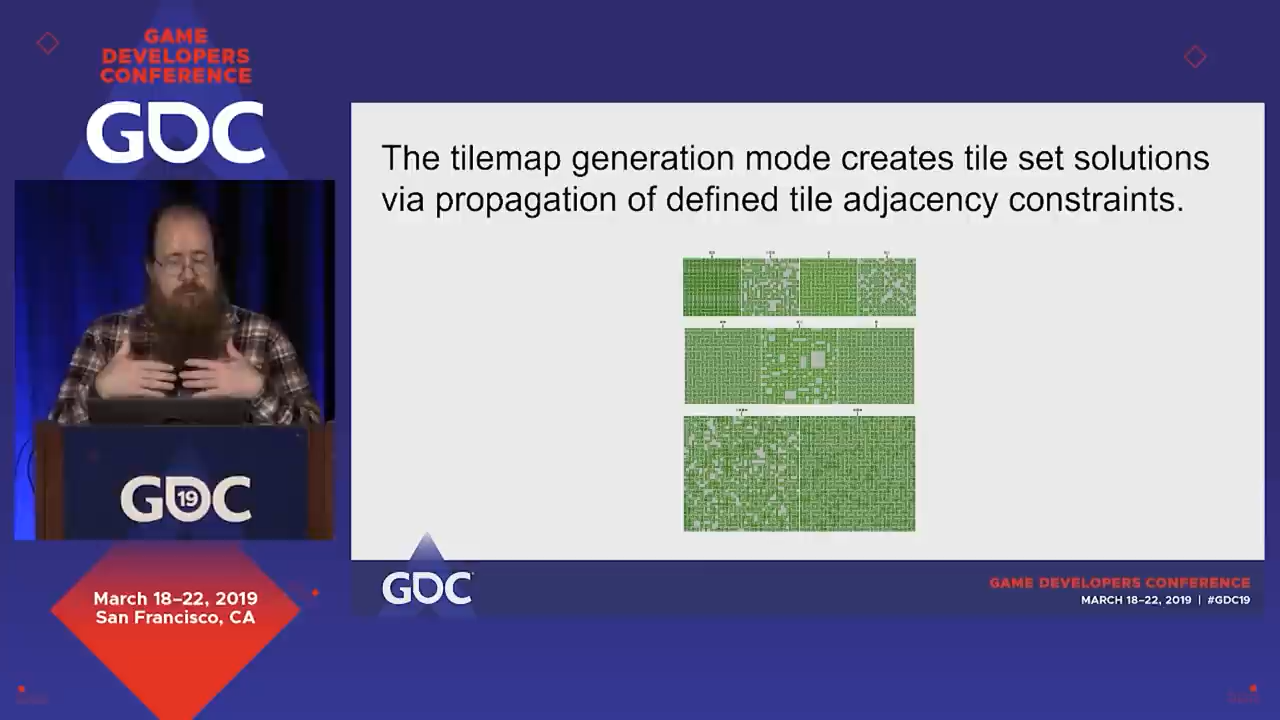 GAME
DEVELOPERS
CONFERENCE
GDC
The tilemap generation mode creates tile set solutions
via propagation of defined tile adjacency constraints.
GDC 19
March 18–22, 2019
San Francisco, CA
GDC
GAME DEVELOPERS CONFERENCE
MARCH 18–22, 2019 | #GDC19